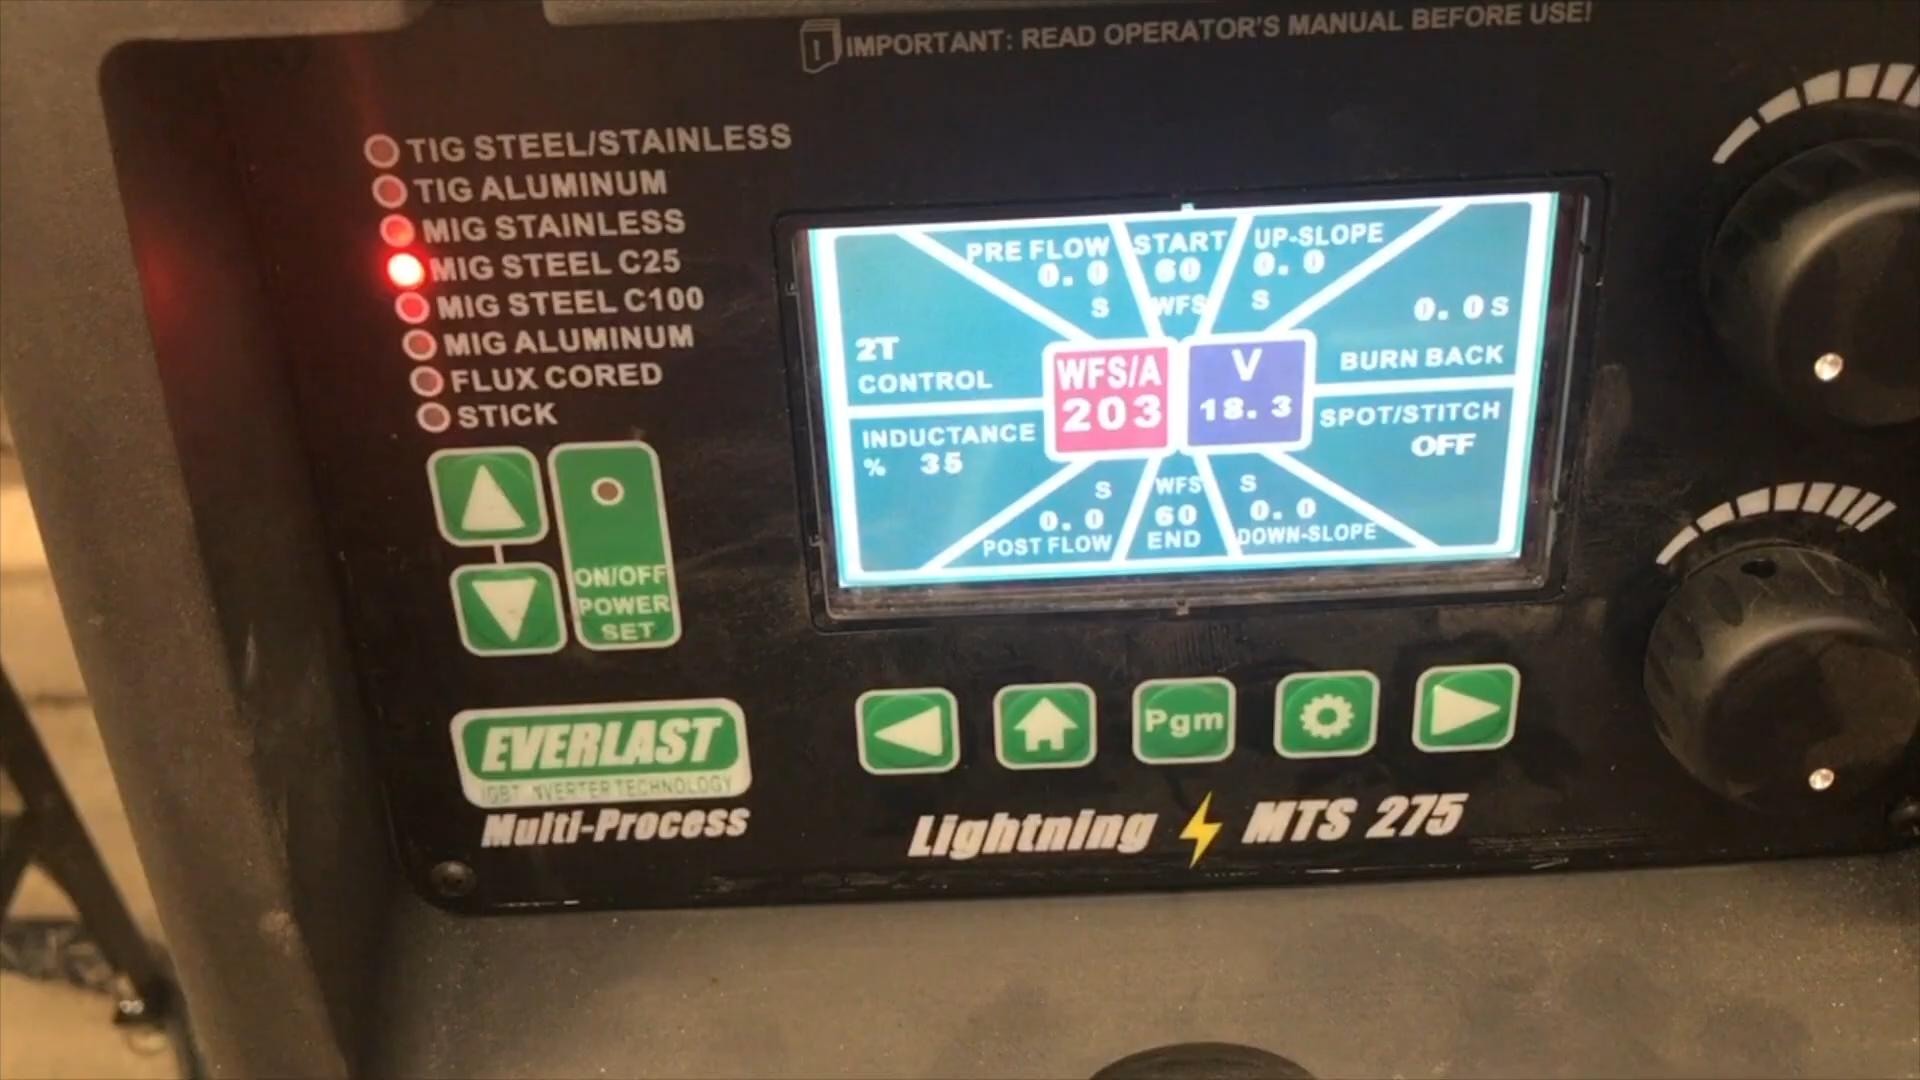 IMPORTANT: READ OPERATOR'S MANUAL BEFORE USE!
TIG STEEL/STAINLESS
TIG ALUMINUM
MIG STAINLESS
MIG STEEL C25
MIG STEEL C100
MIG ALUMINUM
FLUX CORED
STICK
ON/OFF
POWER
SET
PRE FLOW
0.0
S
START
60
WFS
UP-SLOPE
0.0
S
2T
CONTROL
WFS/A
203
V
18.3
0.0S
BURN BACK
INDUCTANCE
% 35
SPOT/STITCH
OFF
S
0.0
POST FLOW
WFS
60
END
S
0.0
DOWN-SLOPE
Pgm
EVERLAST
IGBT INVERTER TECHNOLOGY
Multi-Process
Lightning MTS 275